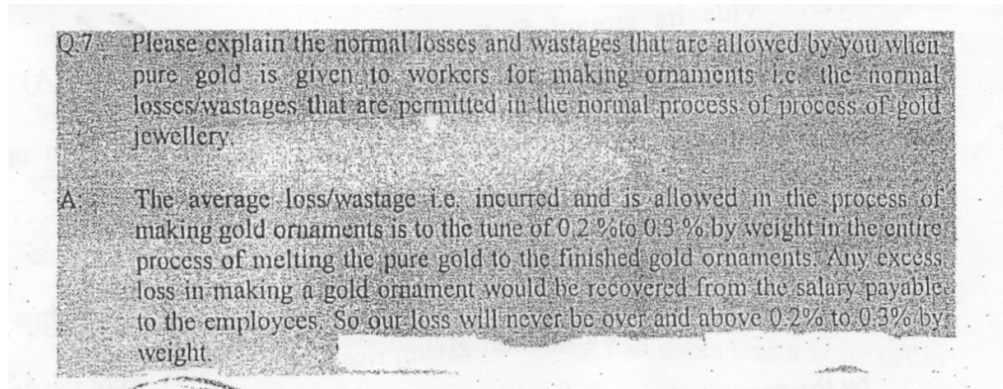 Q.7 Please explain the normal losses and wastages that are allowed by you when
pure gold is given to workers for making ornaments i.e. the normal
losses/wastages that are permitted in the normal process of process of gold
jewellery.
A: The average loss/wastage i.e. incurred and is allowed in the process of
making gold ornaments is to the tune of 0.2 %to 0.3 % by weight in the entire
process of melting the pure gold to the finished gold ornaments. Any excess
loss in making a gold ornament would be recovered from the salary payable
to the employees. So our loss will never be over and above 0.2% to 0.3% by
weight.